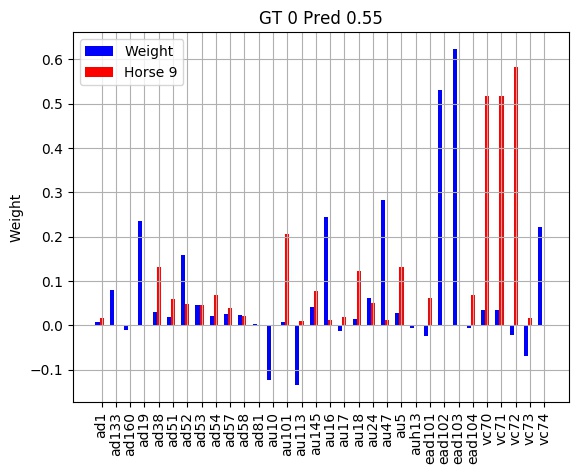 GT 0 Pred 0.55
Weight
Horse 9
Weight
0.6
0.5
0.4
0.3
0.2
0.1
0.0
−0.1
ad1
ad133
ad160
ad19
ad38
ad51
ad52
ad53
ad54
ad57
ad58
ad81
au10
au101
au113
au145
au16
au17
au18
au24
au47
au5
auh13
ead101
ead102
ead103
ead104
vc70
vc71
vc72
vc73
vc74